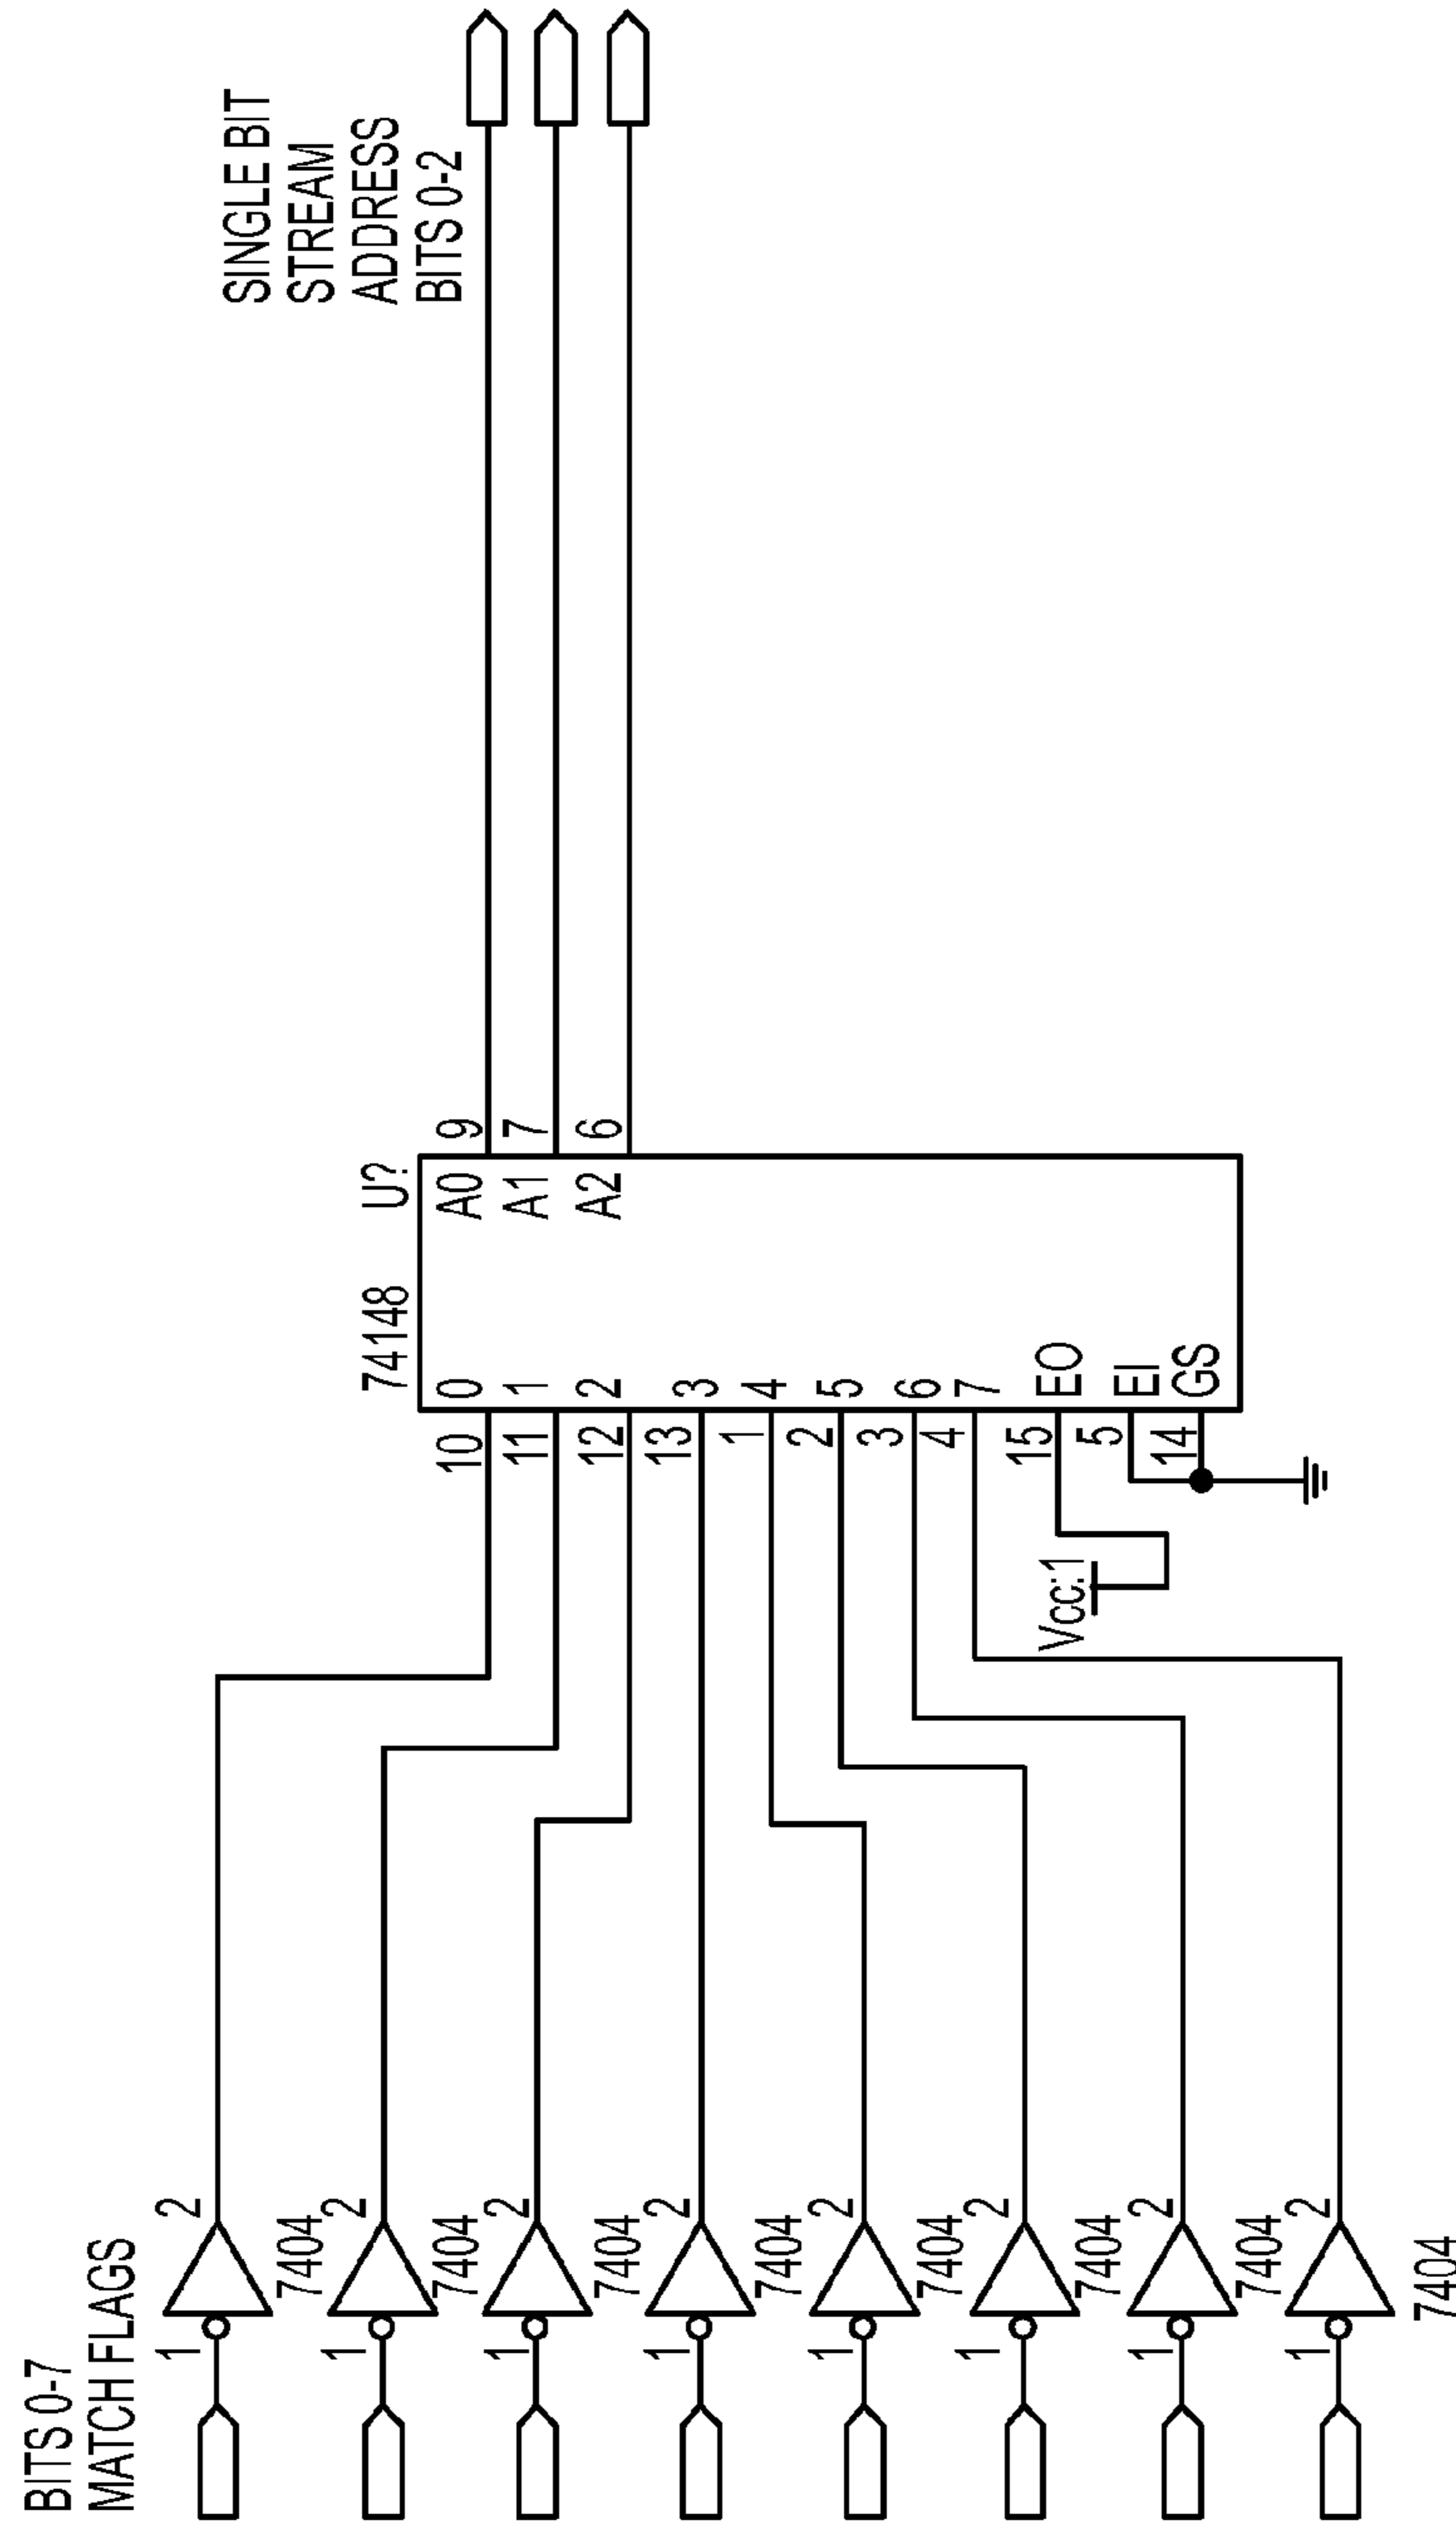 BITS 0-7
MATCH FLAGS
1 2
7404
1 2
7404
1 2
7404
1 2
7404
1 2
7404
1 2
7404
1 2
7404
1 2
7404
74148 U?
10 0 A0 9
11 1 A1 7
12 2 A2 6
13 3
1 4
2 5
3 6
4 7
15 EO
5 EI
14 GS
Vcc:1
SINGLE BIT
STREAM
ADDRESS
BITS 0-2